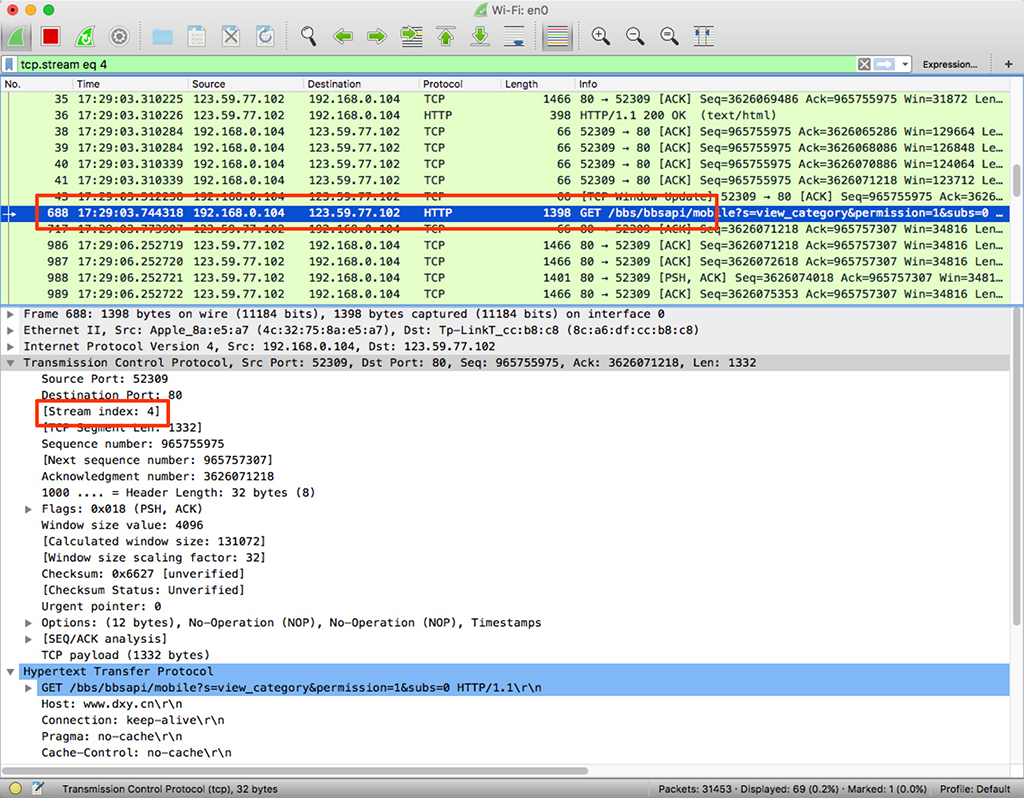 Wi-Fi: en0
tcp.stream eq 4 Expression... +
No. Time Source Destination Protocol Length Info
35 17:29:03.310225 123.59.77.102 192.168.0.104 TCP 1466 80 → 52309 [ACK] Seq=3626069486 Ack=965755975 Win=31872 Len…
36 17:29:03.310226 123.59.77.102 192.168.0.104 HTTP 398 HTTP/1.1 200 OK (text/html)
38 17:29:03.310284 192.168.0.104 123.59.77.102 TCP 66 52309 → 80 [ACK] Seq=965755975 Ack=3626065286 Win=129664 Le…
39 17:29:03.310284 192.168.0.104 123.59.77.102 TCP 66 52309 → 80 [ACK] Seq=965755975 Ack=3626068086 Win=126848 Le…
40 17:29:03.310339 192.168.0.104 123.59.77.102 TCP 66 52309 → 80 [ACK] Seq=965755975 Ack=3626070886 Win=124064 Le…
41 17:29:03.310339 192.168.0.104 123.59.77.102 TCP 66 52309 → 80 [ACK] Seq=965755975 Ack=3626071218 Win=123712 Le…
43 192.168.0.104 123.59.77.102 TCP 66 [TCP Window Update] 52309 → 80 [ACK] Seq=965755975 Ack=3626…
688 17:29:03.744318 192.168.0.104 123.59.77.102 HTTP 1398 GET /bbs/bbsapi/mobile?s=view_category&permission=1&subs=0 …
717 123.59.77.102 192.168.0.104 TCP 66 80 → 52309 [ACK] Seq=3626071218 Ack=965757307 Win=34816 Len…
986 17:29:06.252719 123.59.77.102 192.168.0.104 TCP 1466 80 → 52309 [ACK] Seq=3626071218 Ack=965757307 Win=34816 Len…
987 17:29:06.252720 123.59.77.102 192.168.0.104 TCP 1466 80 → 52309 [ACK] Seq=3626072618 Ack=965757307 Win=34816 Len…
988 17:29:06.252721 123.59.77.102 192.168.0.104 TCP 1401 80 → 52309 [PSH, ACK] Seq=3626074018 Ack=965757307 Win=3481…
989 17:29:06.252722 123.59.77.102 192.168.0.104 TCP 1466 80 → 52309 [ACK] Seq=3626075353 Ack=965757307 Win=34816 Len…
Frame 688: 1398 bytes on wire (11184 bits), 1398 bytes captured (11184 bits) on interface 0
Ethernet II, Src: Apple_8a:e5:a7 (4c:32:75:8a:e5:a7), Dst: Tp-LinkT_cc:b8:c8 (8c:a6:df:cc:b8:c8)
Internet Protocol Version 4, Src: 192.168.0.104, Dst: 123.59.77.102
Transmission Control Protocol, Src Port: 52309, Dst Port: 80, Seq: 965755975, Ack: 3626071218, Len: 1332
Source Port: 52309
Destination Port: 80
[Stream index: 4]
[TCP Segment Len: 1332]
Sequence number: 965755975
[Next sequence number: 965757307]
Acknowledgment number: 3626071218
1000 .... = Header Length: 32 bytes (8)
Flags: 0x018 (PSH, ACK)
Window size value: 4096
[Calculated window size: 131072]
[Window size scaling factor: 32]
Checksum: 0x6627 [unverified]
[Checksum Status: Unverified]
Urgent pointer: 0
Options: (12 bytes), No-Operation (NOP), No-Operation (NOP), Timestamps
[SEQ/ACK analysis]
TCP payload (1332 bytes)
Hypertext Transfer Protocol
GET /bbs/bbsapi/mobile?s=view_category&permission=1&subs=0 HTTP/1.1\r\n
Host: www.dxy.cn\r\n
Connection: keep-alive\r\n
Pragma: no-cache\r\n
Cache-Control: no-cache\r\n
Transmission Control Protocol (tcp), 32 bytes Packets: 31453 · Displayed: 69 (0.2%) · Marked: 1 (0.0%) Profile: Default